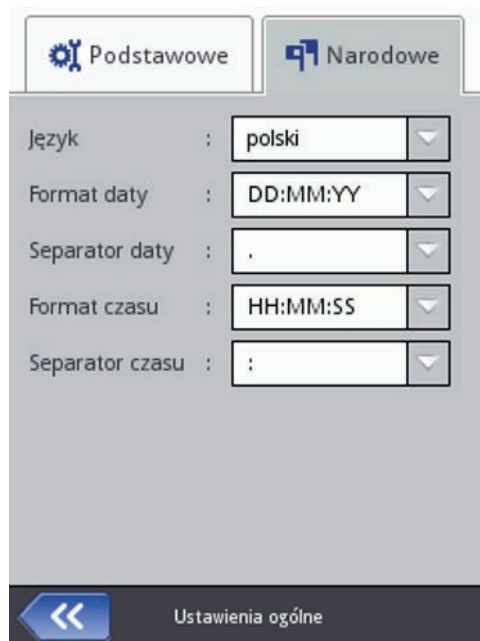 Podstawowe Narodowe
Język : polski
Format daty : DD:MM:YY
Separator daty : .
Format czasu : HH:MM:SS
Separator czasu : :
Ustawienia ogólne